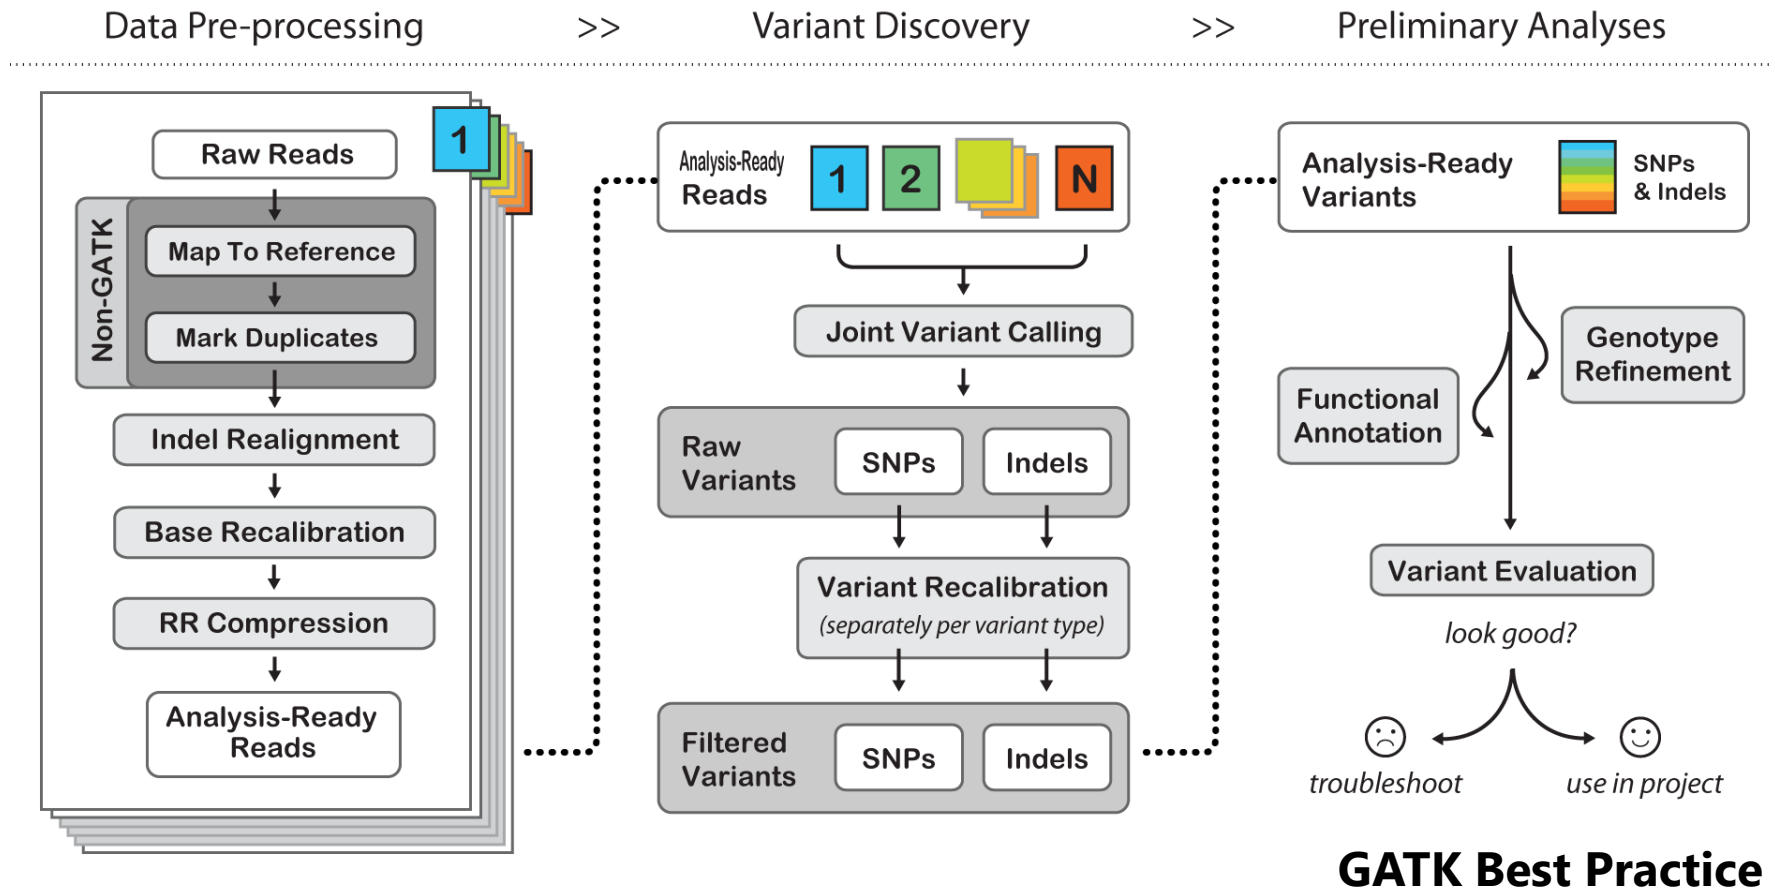 Data Pre-processing >> Variant Discovery >> Preliminary Analyses
1
Raw Reads
Non-GATK
Map To Reference
Mark Duplicates
Indel Realignment
Base Recalibration
RR Compression
Analysis-Ready
Reads
Analysis-Ready
Reads
1 2 N
Joint Variant Calling
Raw
Variants
SNPs Indels
Variant Recalibration
(separately per variant type)
Filtered
Variants
SNPs Indels
Analysis-Ready
Variants
SNPs
& Indels
Genotype
Refinement
Functional
Annotation
Variant Evaluation
look good?
troubleshoot use in project
GATK Best Practice